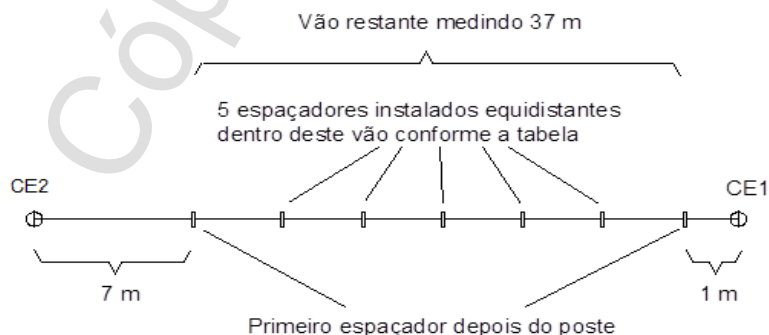 Vão restante medindo 37 m
5 espaçadores instalados equidistantes
dentro deste vão conforme a tabela
CE2
CE1
7 m
1 m
Primeiro espaçador depois do poste
Cóp